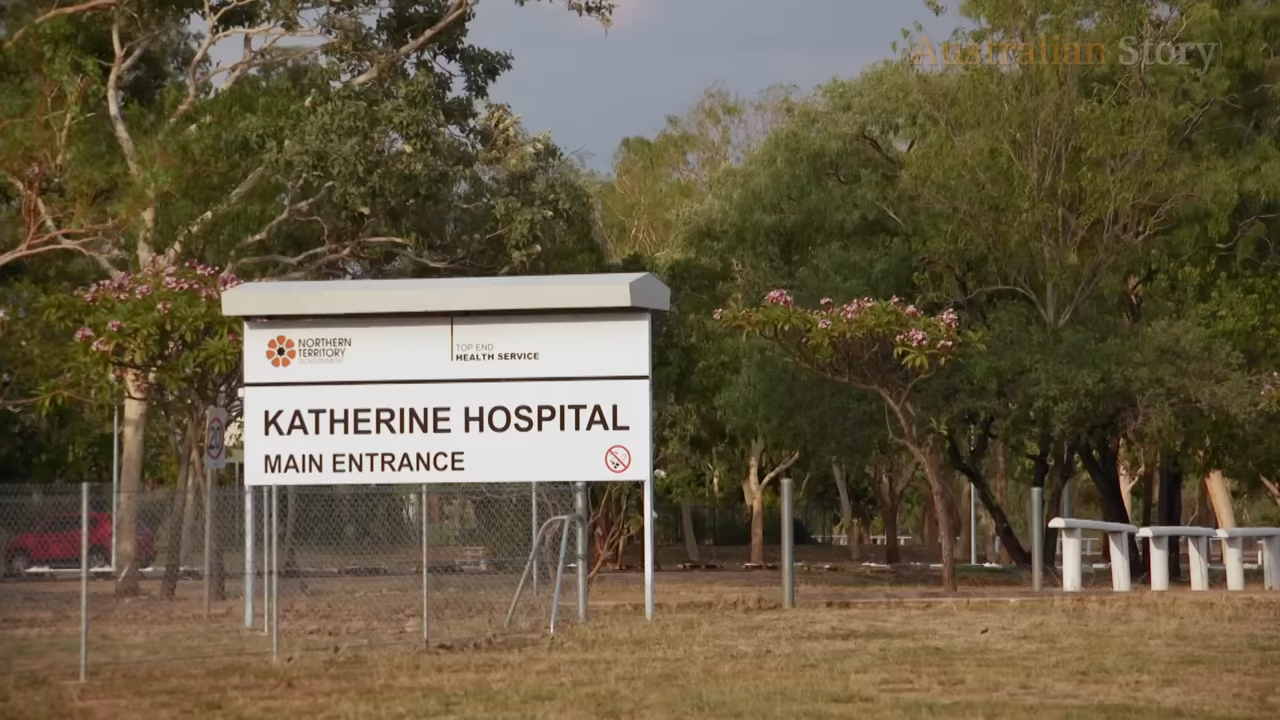 Australian Story
NORTHERN
TERRITORY
GOVERNMENT
TOP END
HEALTH SERVICE
KATHERINE HOSPITAL
MAIN ENTRANCE
20